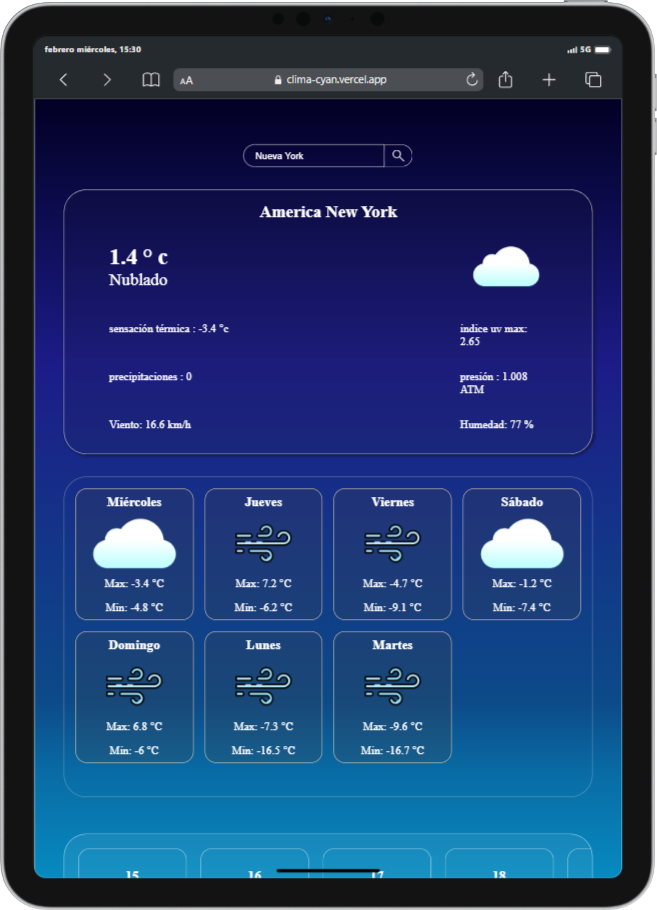 febrero miércoles, 15:30
5G
AA
clima-cyan.vercel.app
Nueva York
America New York
1.4 ° c
Nublado
sensación térmica : -3.4 °c
indice uv max:
2.65
precipitaciones : 0
presión : 1.008
ATM
Viento: 16.6 km/h
Humedad: 77 %
Miércoles
Max: -3.4 °C
Min: -4.8 °C
Jueves
Max: 7.2 °C
Min: -6.2 °C
Viernes
Max: -4.7 °C
Min: -9.1 °C
Sábado
Max: -1.2 °C
Min: -7.4 °C
Domingo
Max: 6.8 °C
Min: -6 °C
Lunes
Max: -7.3 °C
Min: -16.5 °C
Martes
Max: -9.6 °C
Min: -16.7 °C
15
16
17
18